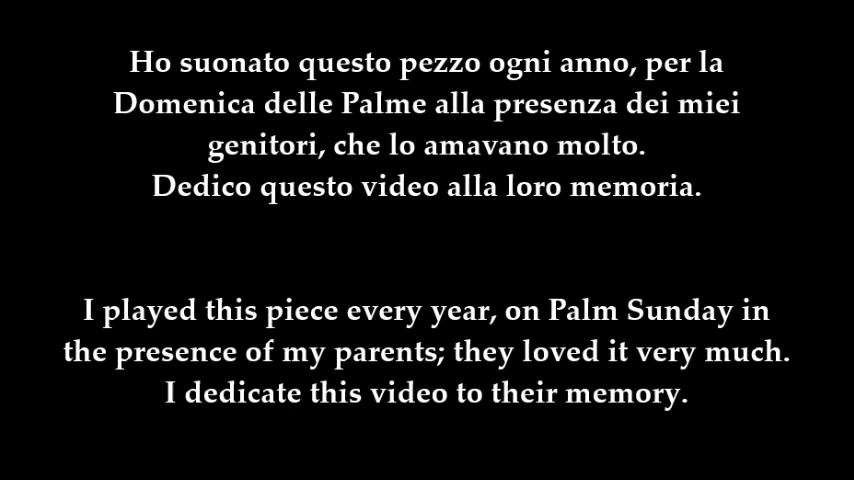 Ho suonato questo pezzo ogni anno, per la
Domenica delle Palme alla presenza dei miei
genitori, che lo amavano molto.
Dedico questo video alla loro memoria.
I played this piece every year, on Palm Sunday in
the presence of my parents; they loved it very much.
I dedicate this video to their memory.